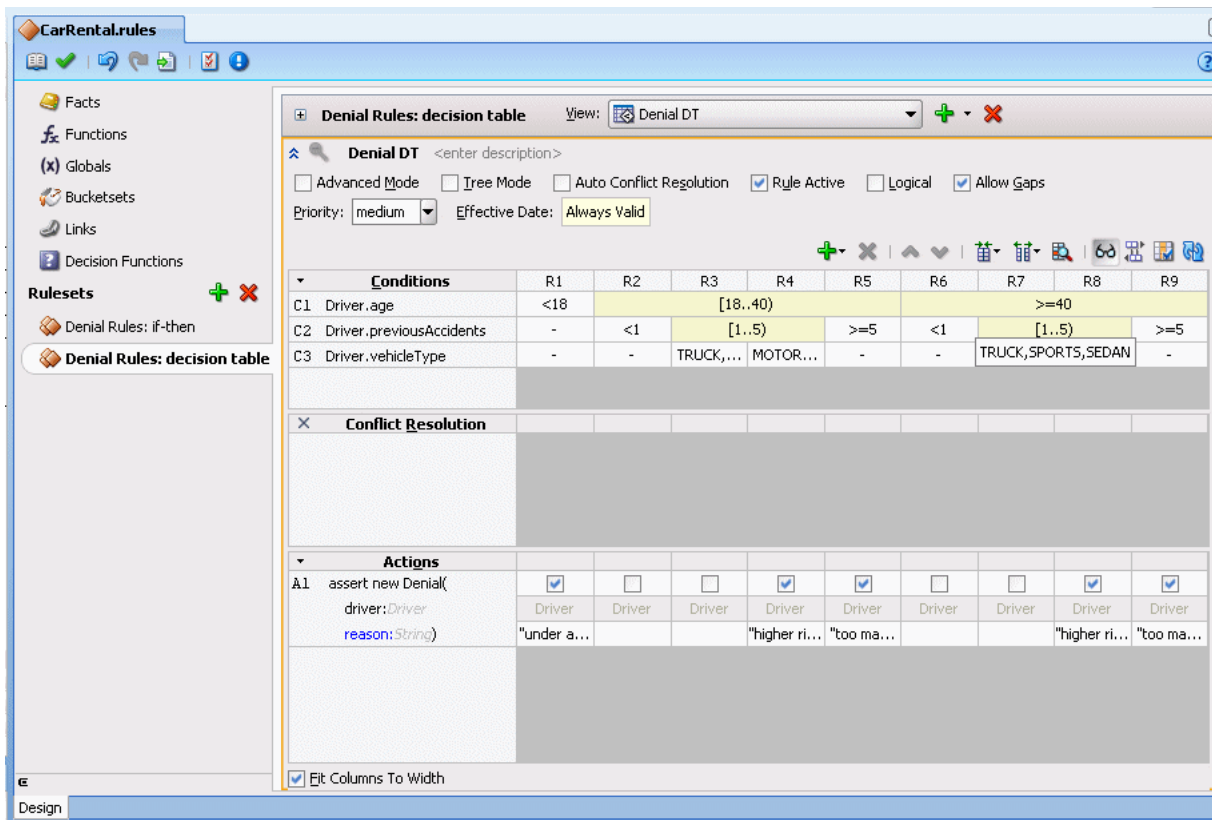 CarRental.rules
Facts
Functions
Globals
Bucketsets
Links
Decision Functions
Rulesets
Denial Rules: if-then
Denial Rules: decision table
Denial Rules: decision table View: Denial DT
Denial DT <enter description>
Advanced Mode Tree Mode Auto Conflict Resolution Rule Active Logical Allow Gaps
Priority: medium Effective Date: Always Valid
Conditions R1 R2 R3 R4 R5 R6 R7 R8 R9
C1 Driver.age <18 [18..40) >=40
C2 Driver.previousAccidents - <1 [1..5) >=5 <1 [1..5) >=5
C3 Driver.vehicleType - - TRUCK,... MOTOR... - - TRUCK,SPORTS,SEDAN -
Conflict Resolution
Actions
A1 assert new Denial(
driver:Driver Driver Driver Driver Driver Driver Driver Driver Driver Driver
reason:String) "under a... "higher ri... "too ma... "higher ri... "too ma...
Fit Columns To Width
Design